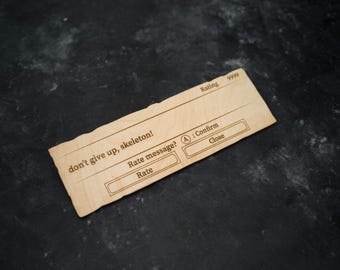 Rating 9999
don't give up, skeleton!
Rate message? A : Confirm
Rate Close